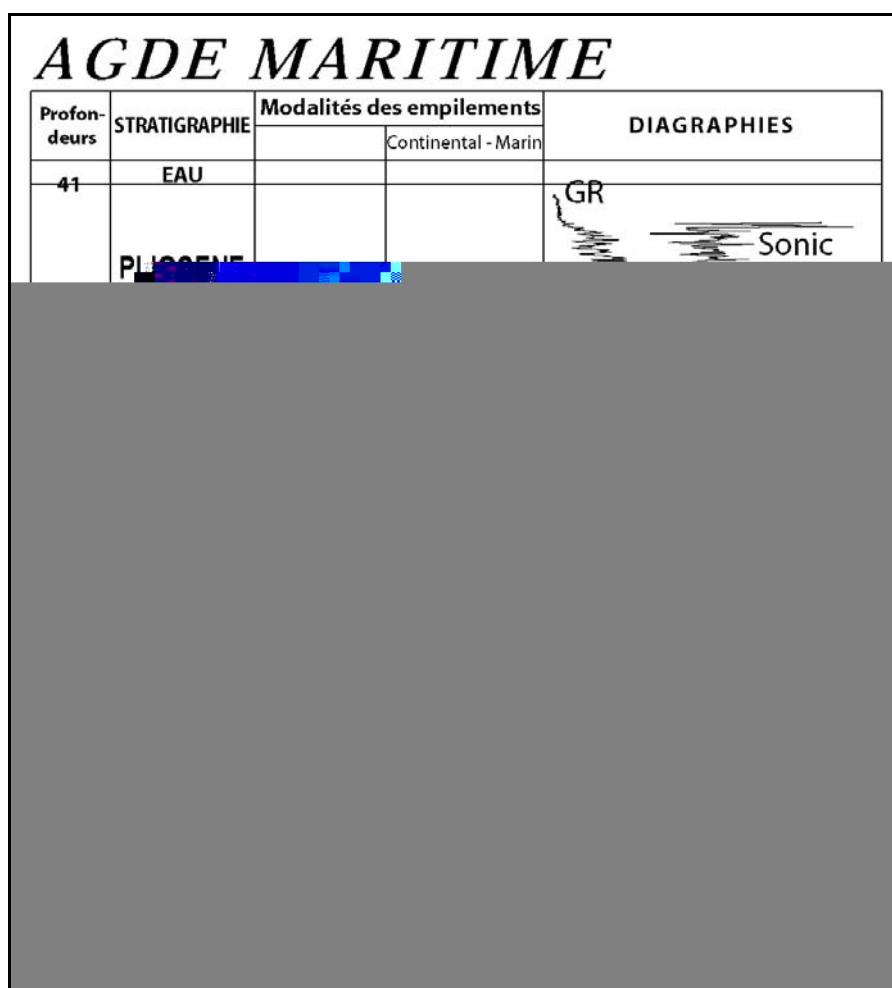 AGDE MARITIME
Profon-
deurs
STRATIGRAPHIE
Modalités des empilements
Continental - Marin
DIAGRAPHIES
41
EAU
GR
Sonic